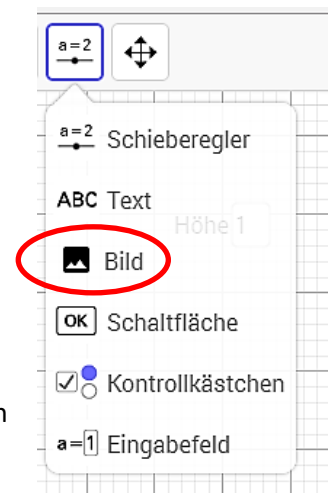 a=2
a=2 Schieberegler
ABC Text
Höhe 1
Bild
OK Schaltfläche
Kontrollkästchen
n
a=1 Eingabefeld